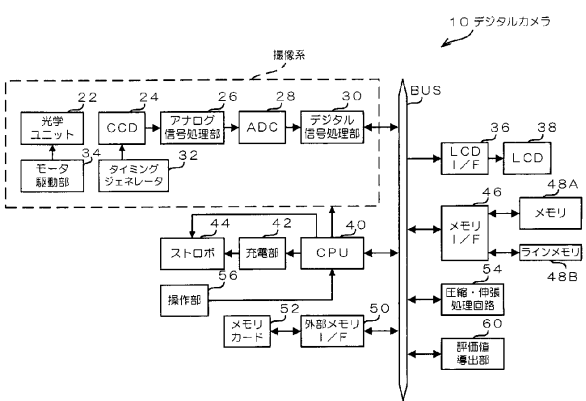 10 デジタルカメラ
撮像系
BUS
22
光学
ユニット
24
CCD
26
アナログ
信号処理部
28
ADC
30
デジタル
信号処理部
34
モータ
駆動部
32
タイミング
ジェネレータ
36
LCD
I/F
38
LCD
44
ストロボ
42
充電部
40
CPU
46
メモリ
I/F
48A
メモリ
ラインメモリ
48B
56
操作部
54
圧縮・伸張
処理回路
52
メモリ
カード
50
外部メモリ
I/F
60
評価値
導出部